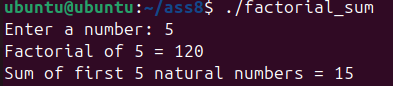 ubuntu@ubuntu:~/ass8$ ./factorial_sum
Enter a number: 5
Factorial of 5 = 120
Sum of first 5 natural numbers = 15